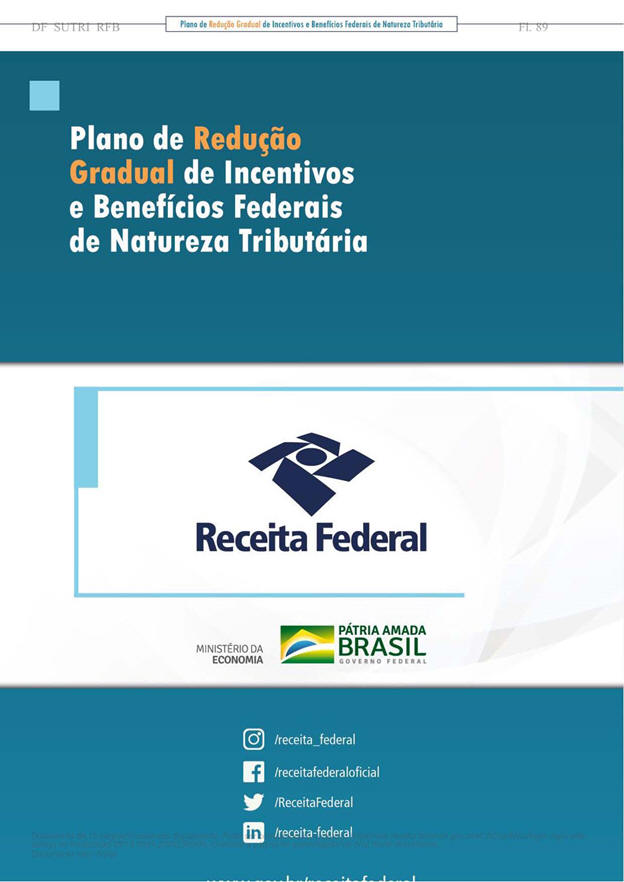 DF SUTRI RFB
Plano de Redução Gradual de Incentivos e Benefícios Federais de Natureza Tributária
Fl. 89
Plano de Redução
Gradual de Incentivos
e Benefícios Federais
de Natureza Tributária
Receita Federal
MINISTÉRIO DA
ECONOMIA
PÁTRIA AMADA
BRASIL
GOVERNO FEDERAL
/receita_federal
/receitafederaloficial
/ReceitaFederal
/receita-federal